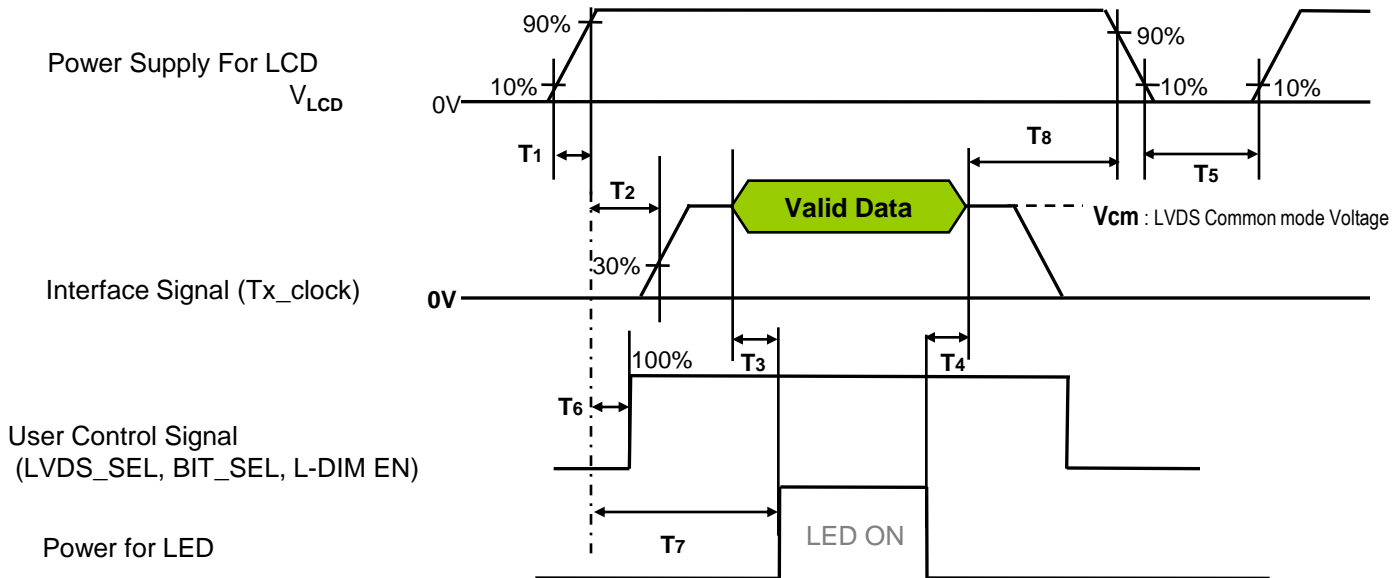 90%
90%
Power Supply For LCD
VLCD
10%
10%
10%
0V
T1
T8
T5
T2
Valid Data
Vcm : LVDS Common mode Voltage
30%
Interface Signal (Tx_clock)
0V
100%
T3
T4
T6
User Control Signal
(LVDS_SEL, BIT_SEL, L-DIM EN)
T7
LED ON
Power for LED